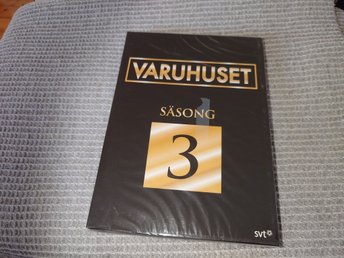 VARUHUSET
SÄSONG
3
svt